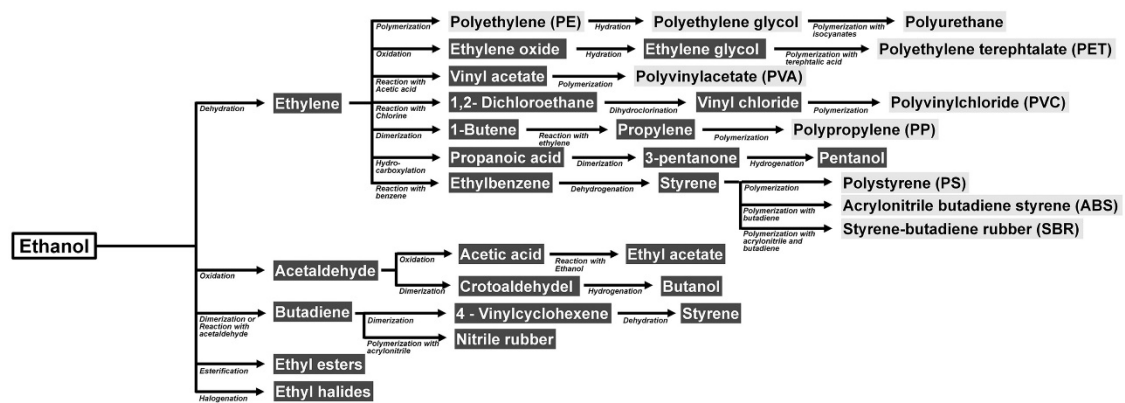 Polyethylene (PE) Polyethylene glycol Polyurethane
Polymerization Hydration Polymerization with
isocyanates
Ethylene oxide Ethylene glycol Polyethylene terephtalate (PET)
Oxidation Hydration Polymerization with
terephtalic acid
Vinyl acetate Polyvinylacetate (PVA)
Reaction with
Acetic acid
Polymerization
Dehydration Ethylene
1,2- Dichloroethane Vinyl chloride Polyvinylchloride (PVC)
Reaction with
Chlorine
Dihydroclorination Polymerization
1-Butene Propylene Polypropylene (PP)
Dimerization Reaction with
ethylene
Polymerization
Propanoic acid 3-pentanone Pentanol
Hydro-
carboxylation
Dimerization Hydrogenation
Ethylbenzene Styrene Polystyrene (PS)
Reaction with
benzene
Dehydrogenation Polymerization
Acrylonitrile butadiene styrene (ABS)
Polymerization with
butadiene
Styrene-butadiene rubber (SBR)
Polymerization with
acrylonitrile and
butadiene
Ethanol
Acetaldehyde
Oxidation
Acetic acid Ethyl acetate
Oxidation Reaction with
Ethanol
Crotoaldehydel Butanol
Dimerization Hydrogenation
Butadiene
Dimerization or
Reaction with
acetaldehyde
4 - Vinylcyclohexene Styrene
Dimerization Dehydration
Nitrile rubber
Polymerization with
acrylonitrile
Ethyl esters
Esterification
Ethyl halides
Halogenation